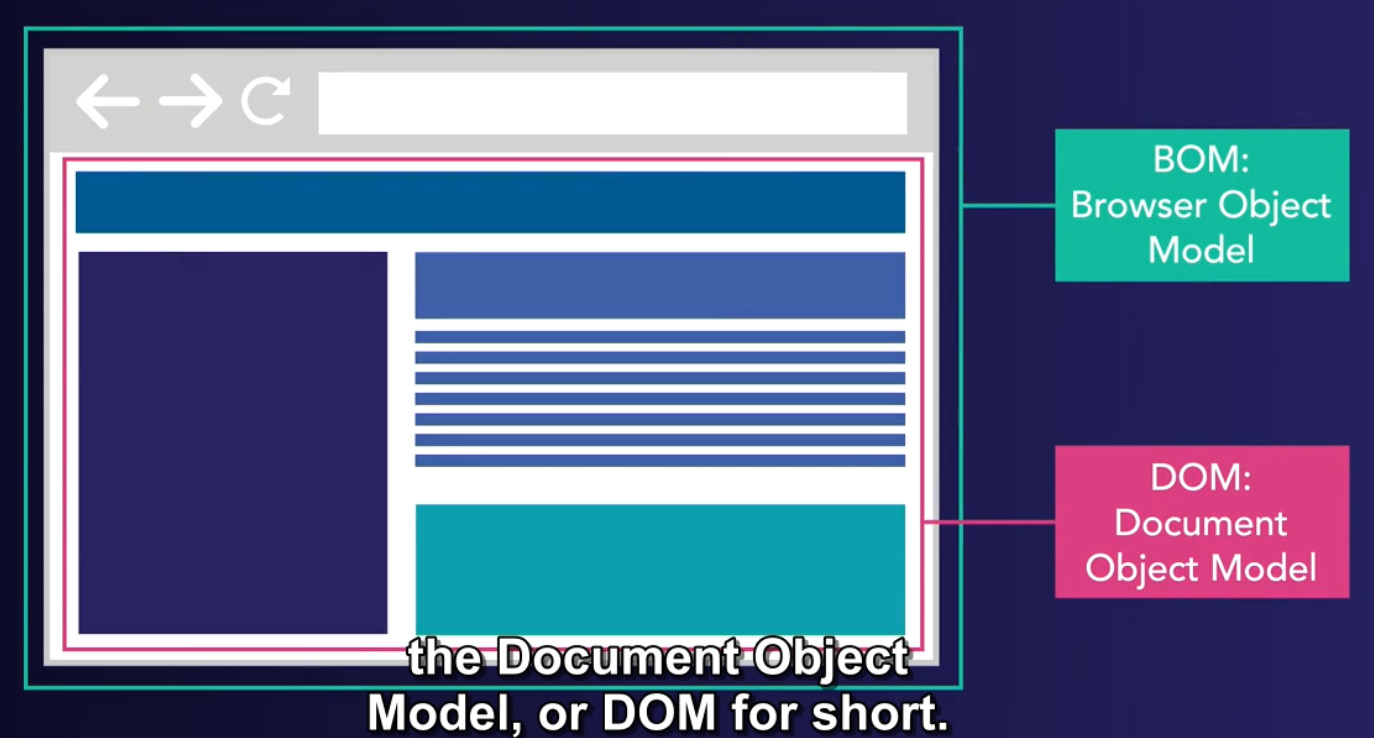 BOM:
Browser Object
Model
DOM:
Document
Object Model
the Document Object
Model, or DOM for short.